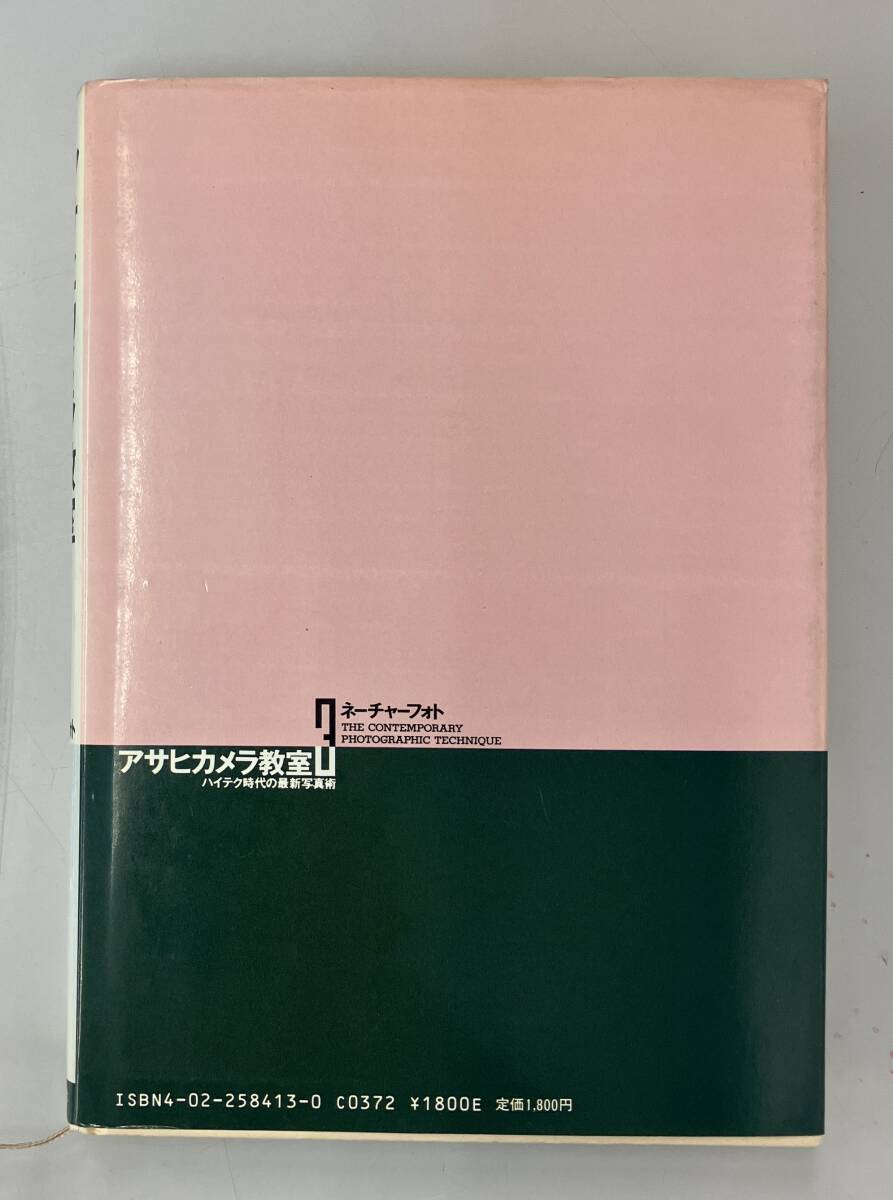 3
ネーチャーフォト
THE CONTEMPORARY
PHOTOGRAPHIC TECHNIQUE
アサヒカメラ教室
ハイテク時代の最新写真術
ISBN4-02-258413-0 C0372 ¥1800E 定価1,800円